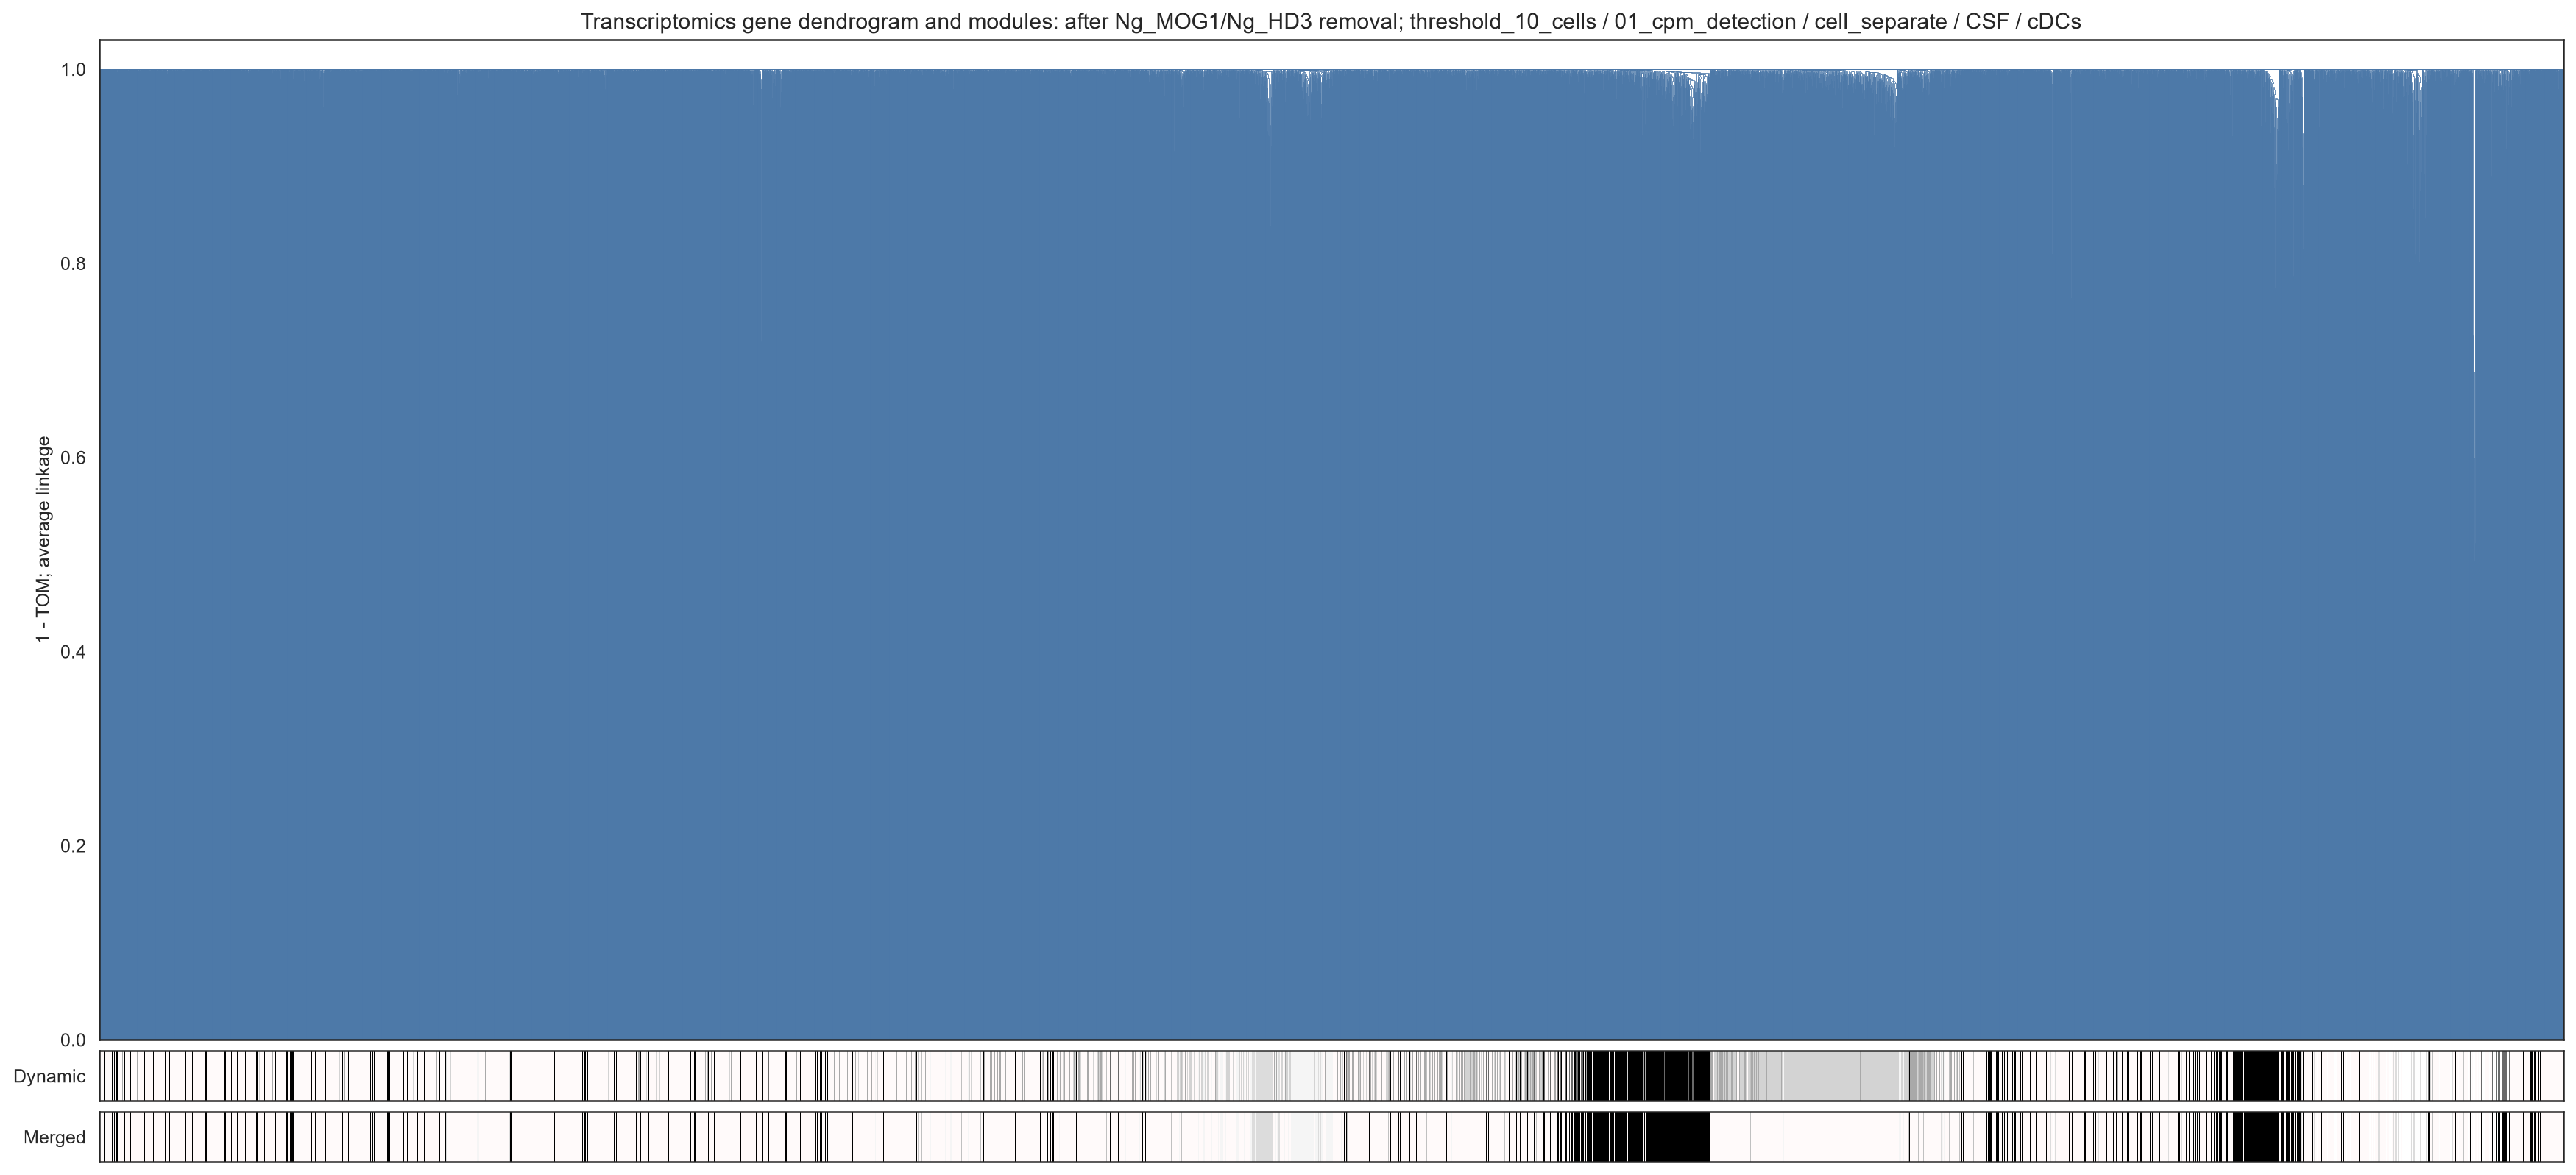 Transcriptomics gene dendrogram and modules: after Ng_MOG1/Ng_HD3 removal; threshold_10_cells / 01_cpm_detection / cell_separate / CSF / cDCs
1.0
0.8
0.6
0.4
0.2
0.0
1 - TOM; average linkage
Dynamic
Merged